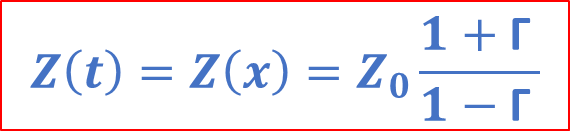 Z(t) = Z(x) = Z₀ (1 + Γ)/(1 − Γ)